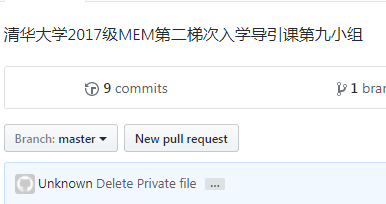 清华大学2017级MEM第二梯次入学导引课第九小组
9 commits 1 bran
Branch: master New pull request
Unknown Delete Private file ...